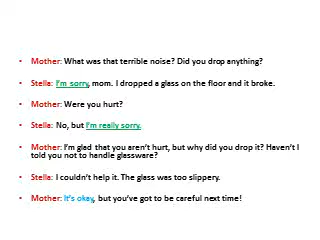 • Mother: What was that terrible noise? Did you drop anything?
• Stella: I'm sorry, mom. I dropped a glass on the floor and it broke.
• Mother: Were you hurt?
• Stella: No, but I'm really sorry.
• Mother: I'm glad that you aren't hurt, but why did you drop it? Haven't I
told you not to handle glassware?
• Stella: I couldn't help it. The glass was too slippery.
• Mother: It's okay, but you've got to be careful next time!